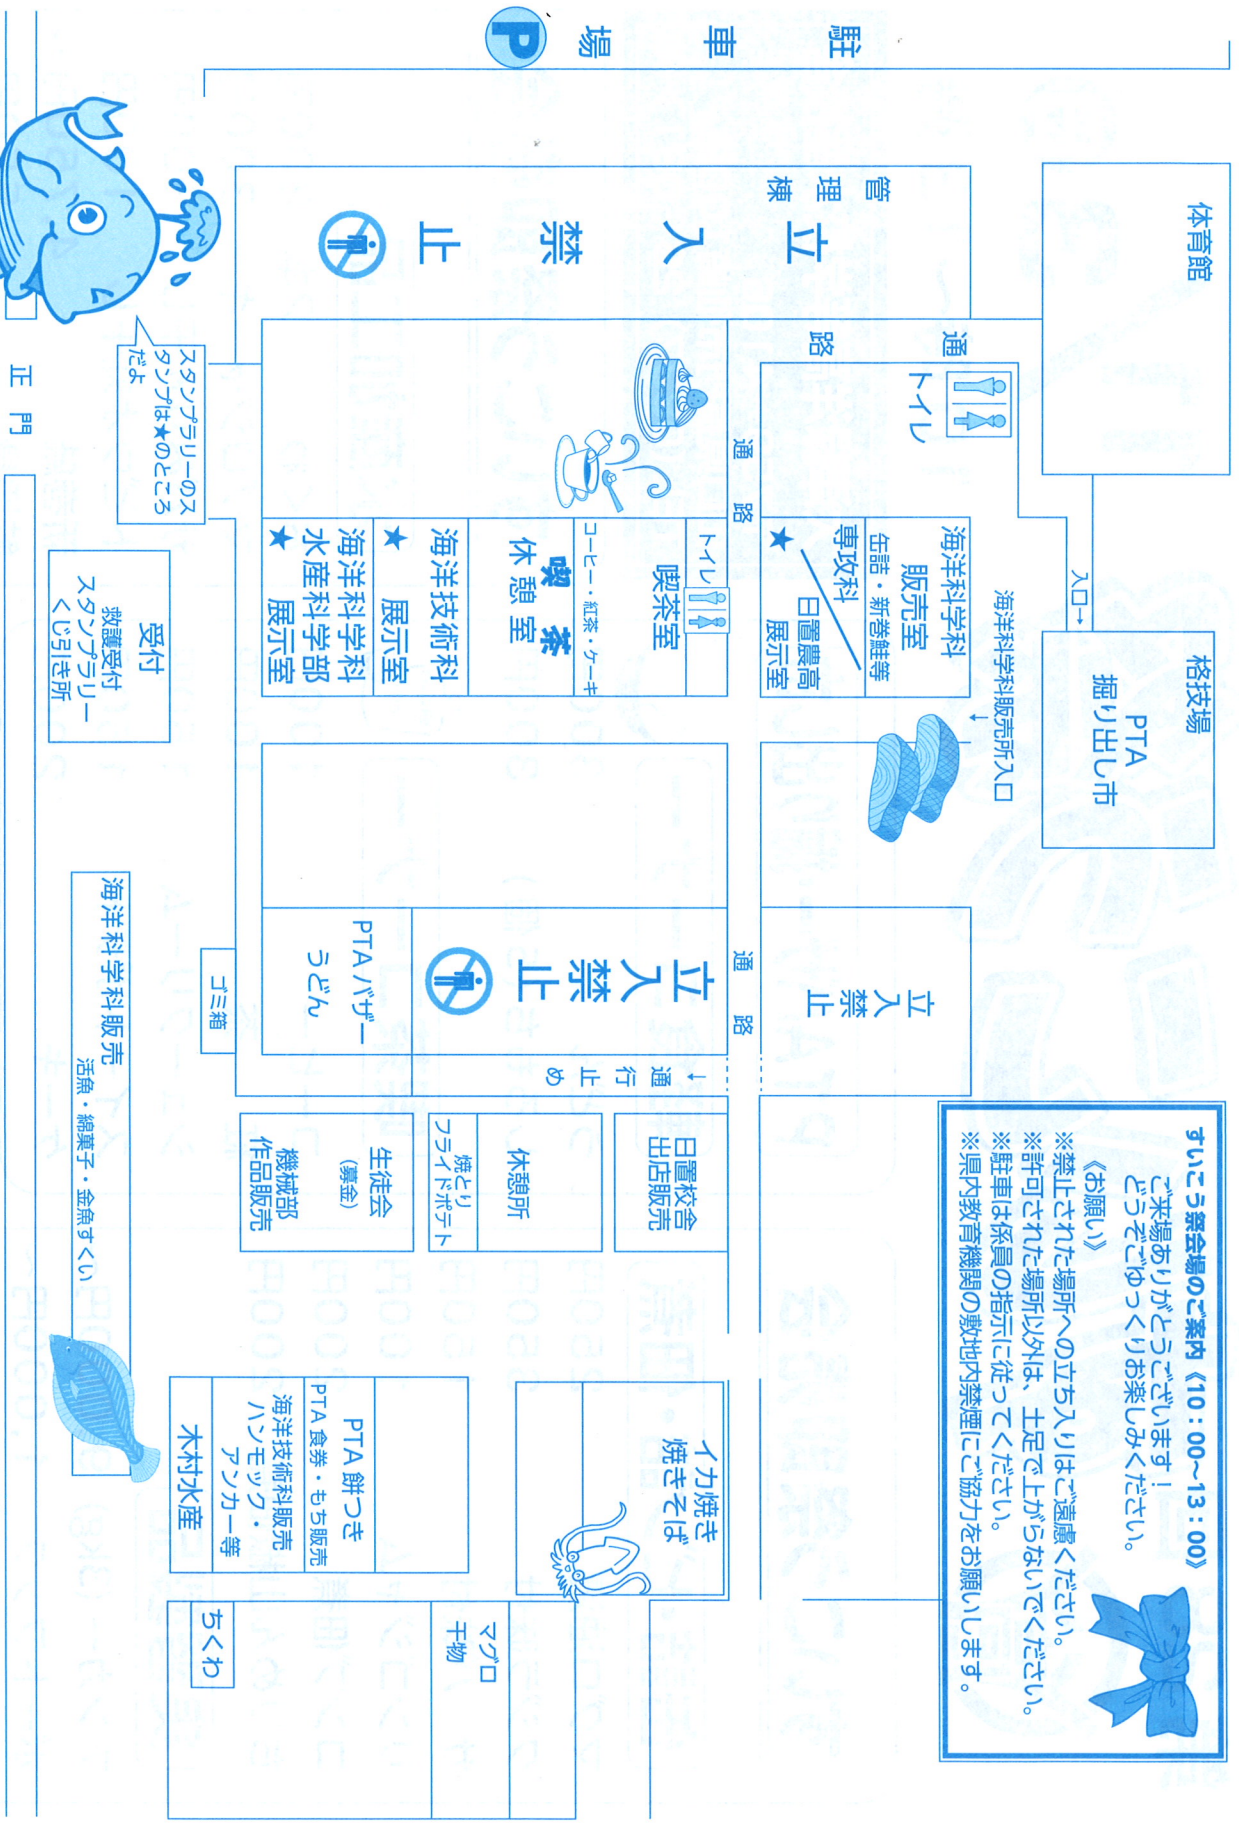 すいこう祭会場のご案内《10：00～13：00》
ご来場ありがとうございます！
どうぞごゆっくりお楽しみください。
《お願い》
※禁止された場所への立ち入りはご遠慮ください。
※許可された場所以外は、土足で上がらないでください。
※駐車は係員の指示に従ってください。
※県内教育機関の敷地内禁煙にご協力をお願いします。
駐車場
P
体育館
入口→
格技場
PTA
掘り出し市
海洋科学科販売所入口
↓
管理棟
立入禁止
通路
トイレ
海洋科学科
販売室
缶詰・新巻鮭等
専攻科
★
日置農高
展示室
通路
トイレ
喫茶室
コーヒー・紅茶・ケーキ
喫茶
休憩室
海洋技術科
★ 展示室
海洋科学科
水産科学部
★ 展示室
立入
禁止
通路
立入
禁止
PTAバザー
うどん
ゴミ箱
↓通行止め
日置校舎
出店販売
休憩所
焼とり
フライドポテト
生徒会
(募金)
機械部
作品販売
イカ焼き
焼きそば
PTA餅つき
PTA食券・もち販売
海洋技術科販売
ハンモック・
アンカー等
木村水産
マグロ
干物
ちくわ
スタンプラリーのス
タンプは★のところ
だよ
受付
救護受付
スタンプラリー
くじ引き所
海洋科学科販売
活魚・綿菓子・金魚すくい
正門